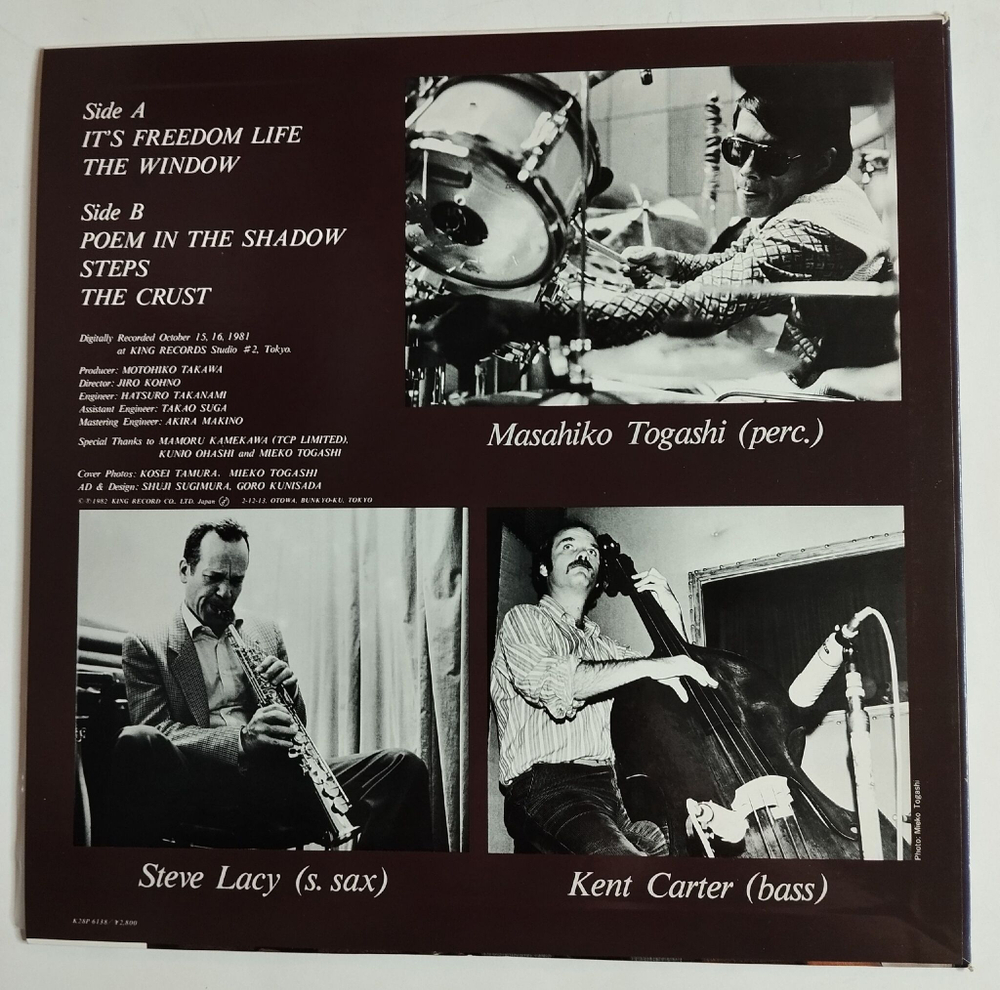 Side A
IT'S FREEDOM LIFE
THE WINDOW
Side B
POEM IN THE SHADOW
STEPS
THE CRUST
Digitally Recorded October 15, 16, 1981
at KING RECORDS Studio #2, Tokyo.
Producer: MOTOHIKO TAKAWA
Director: JIRO KOHNO
Engineer: HATSURO TAKANAMI
Assistant Engineer: TAKAO SUGA
Mastering Engineer: AKIRA MAKINO
Special Thanks to MAMORU KAMEKAWA (TCP LIMITED),
KUNIO OHASHI and MIEKO TOGASHI
Cover Photos: KOSEI TAMURA, MIEKO TOGASHI
AD & Design: SHUJI SUGIMURA, GORO KUNISADA
©℗1982 KING RECORD CO., LTD. Japan 2-12-13, OTOWA, BUNKYO-KU, TOKYO
Masahiko Togashi (perc.)
Steve Lacy (s. sax)
Kent Carter (bass)
Photo: Mieko Togashi
K28P 6138 ¥2,800